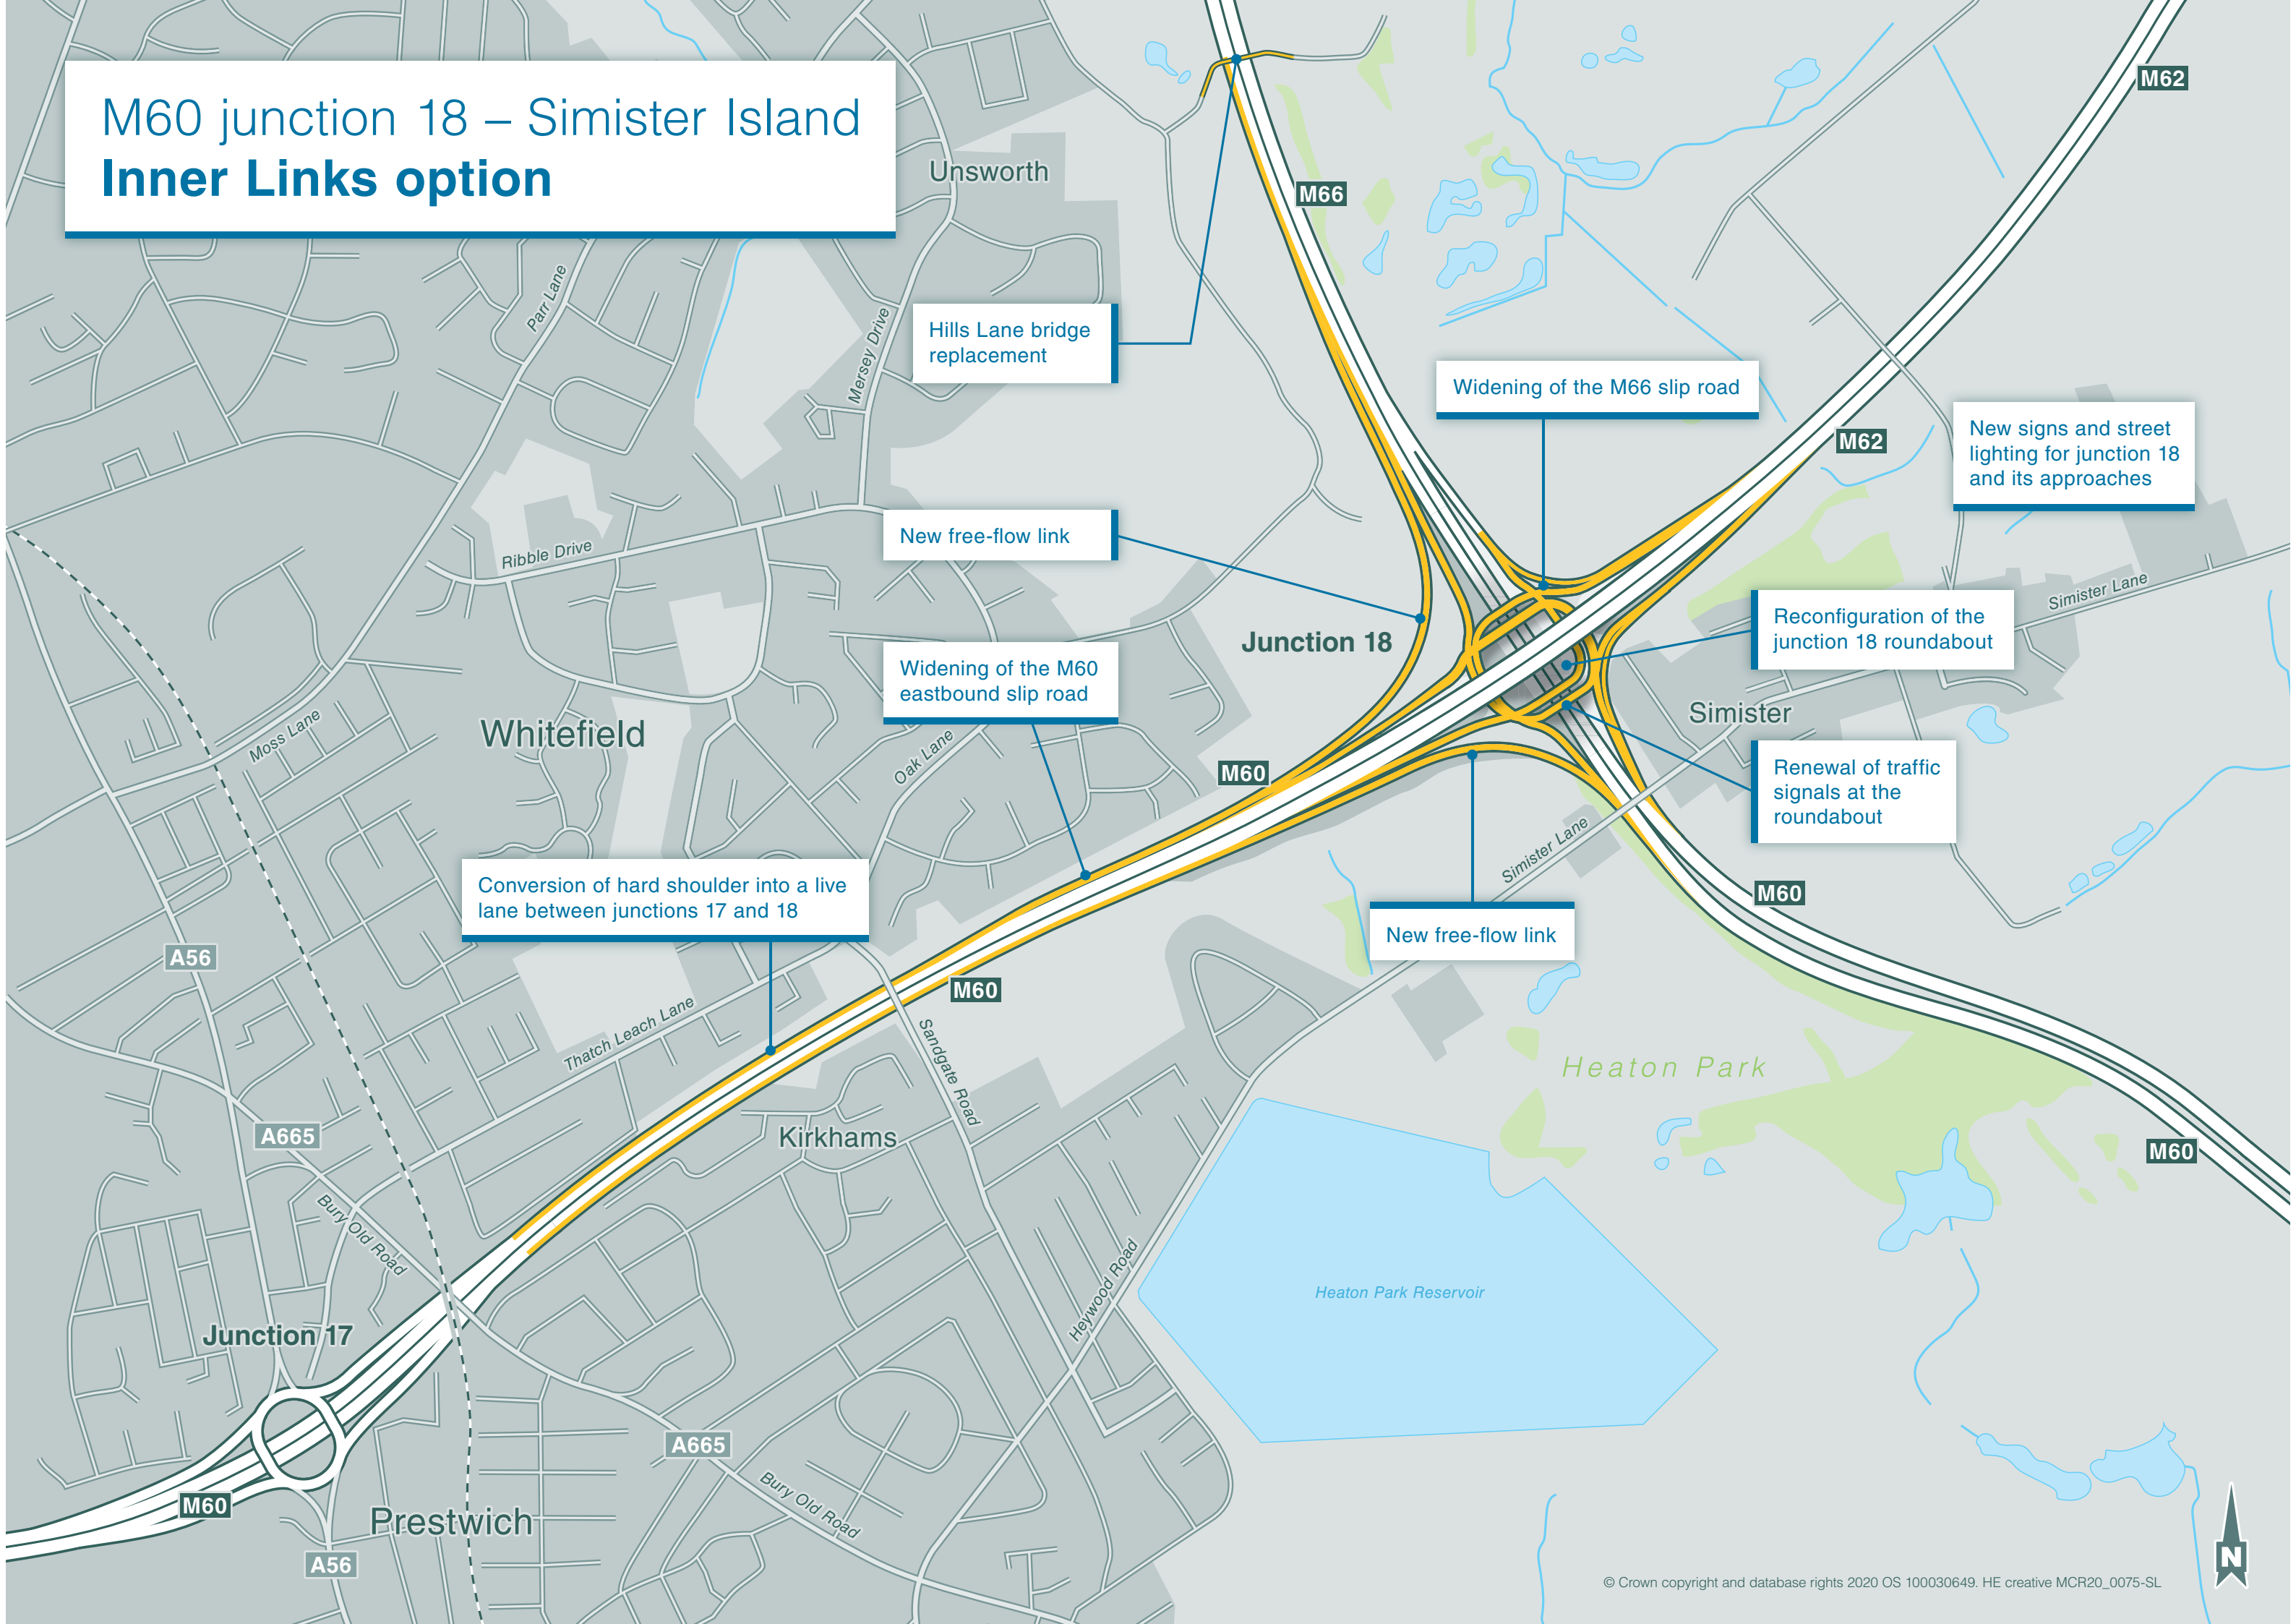 M60 junction 18 – Simister Island
Inner Links option
M62
Unsworth
M66
Parr Lane
Mersey Drive
Hills Lane bridge
replacement
Widening of the M66 slip road
M62
New signs and street
lighting for junction 18
and its approaches
New free-flow link
Ribble Drive
Simister Lane
Reconfiguration of the
junction 18 roundabout
Junction 18
Widening of the M60
eastbound slip road
Whitefield
Moss Lane
Simister
Oak Lane
M60
Renewal of traffic
signals at the
roundabout
Simister Lane
Conversion of hard shoulder into a live
lane between junctions 17 and 18
M60
New free-flow link
A56
M60
Thatch Leach Lane
Sandgate Road
Heaton Park
A665
Kirkhams
M60
Bury Old Road
Heywood Road
Heaton Park Reservoir
Junction 17
A665
Bury Old Road
M60
Prestwich
A56
N
© Crown copyright and database rights 2020 OS 100030649. HE creative MCR20_0075-SL